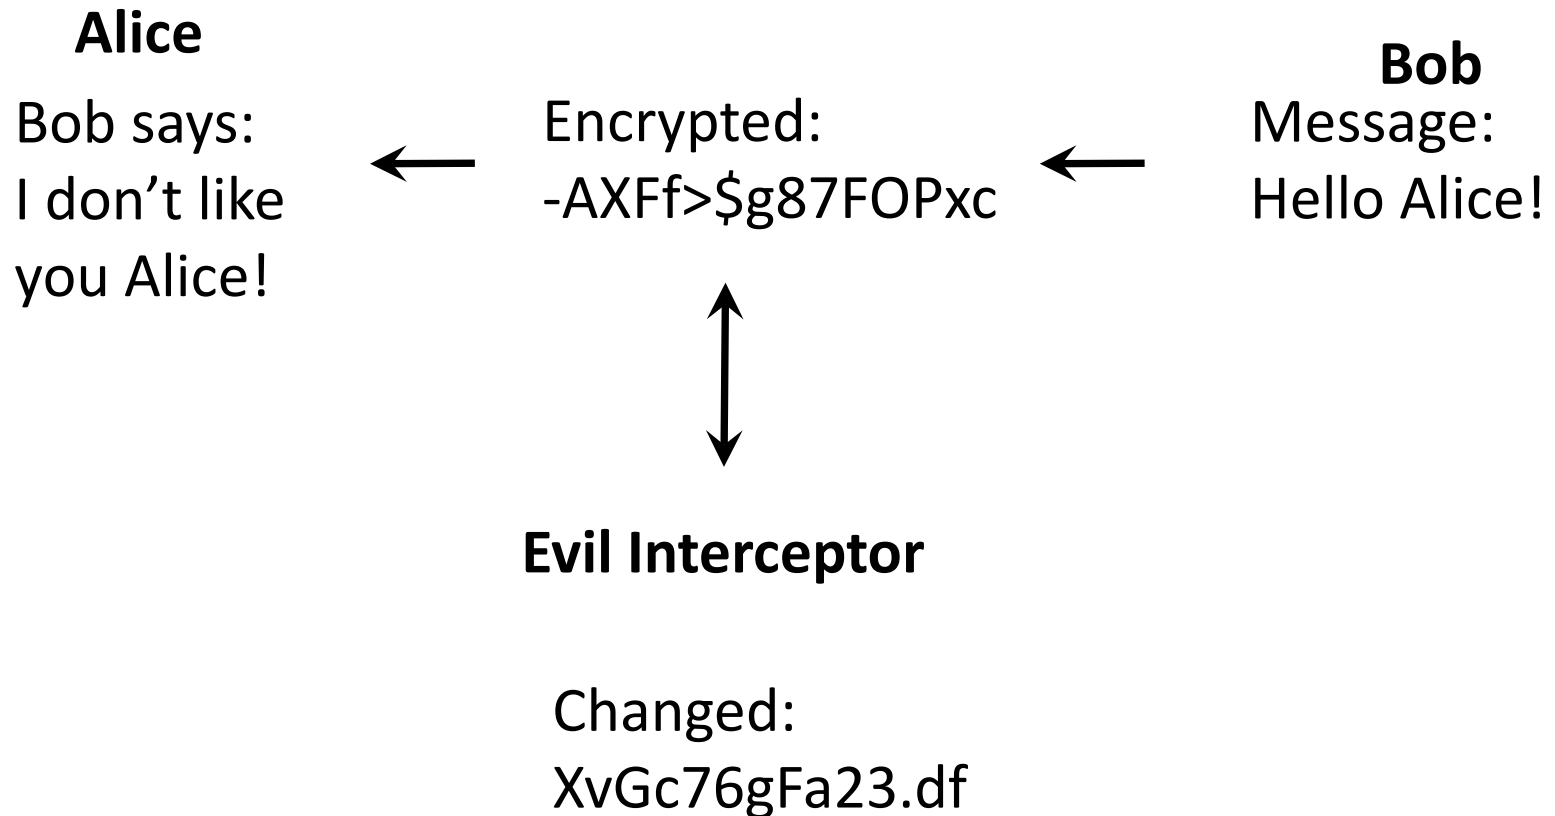 Alice
Bob says:
I don’t like
you Alice!
Encrypted:
-AXFf>$g87FOPxc
Bob
Message:
Hello Alice!
Evil Interceptor
Changed:
XvGc76gFa23.df